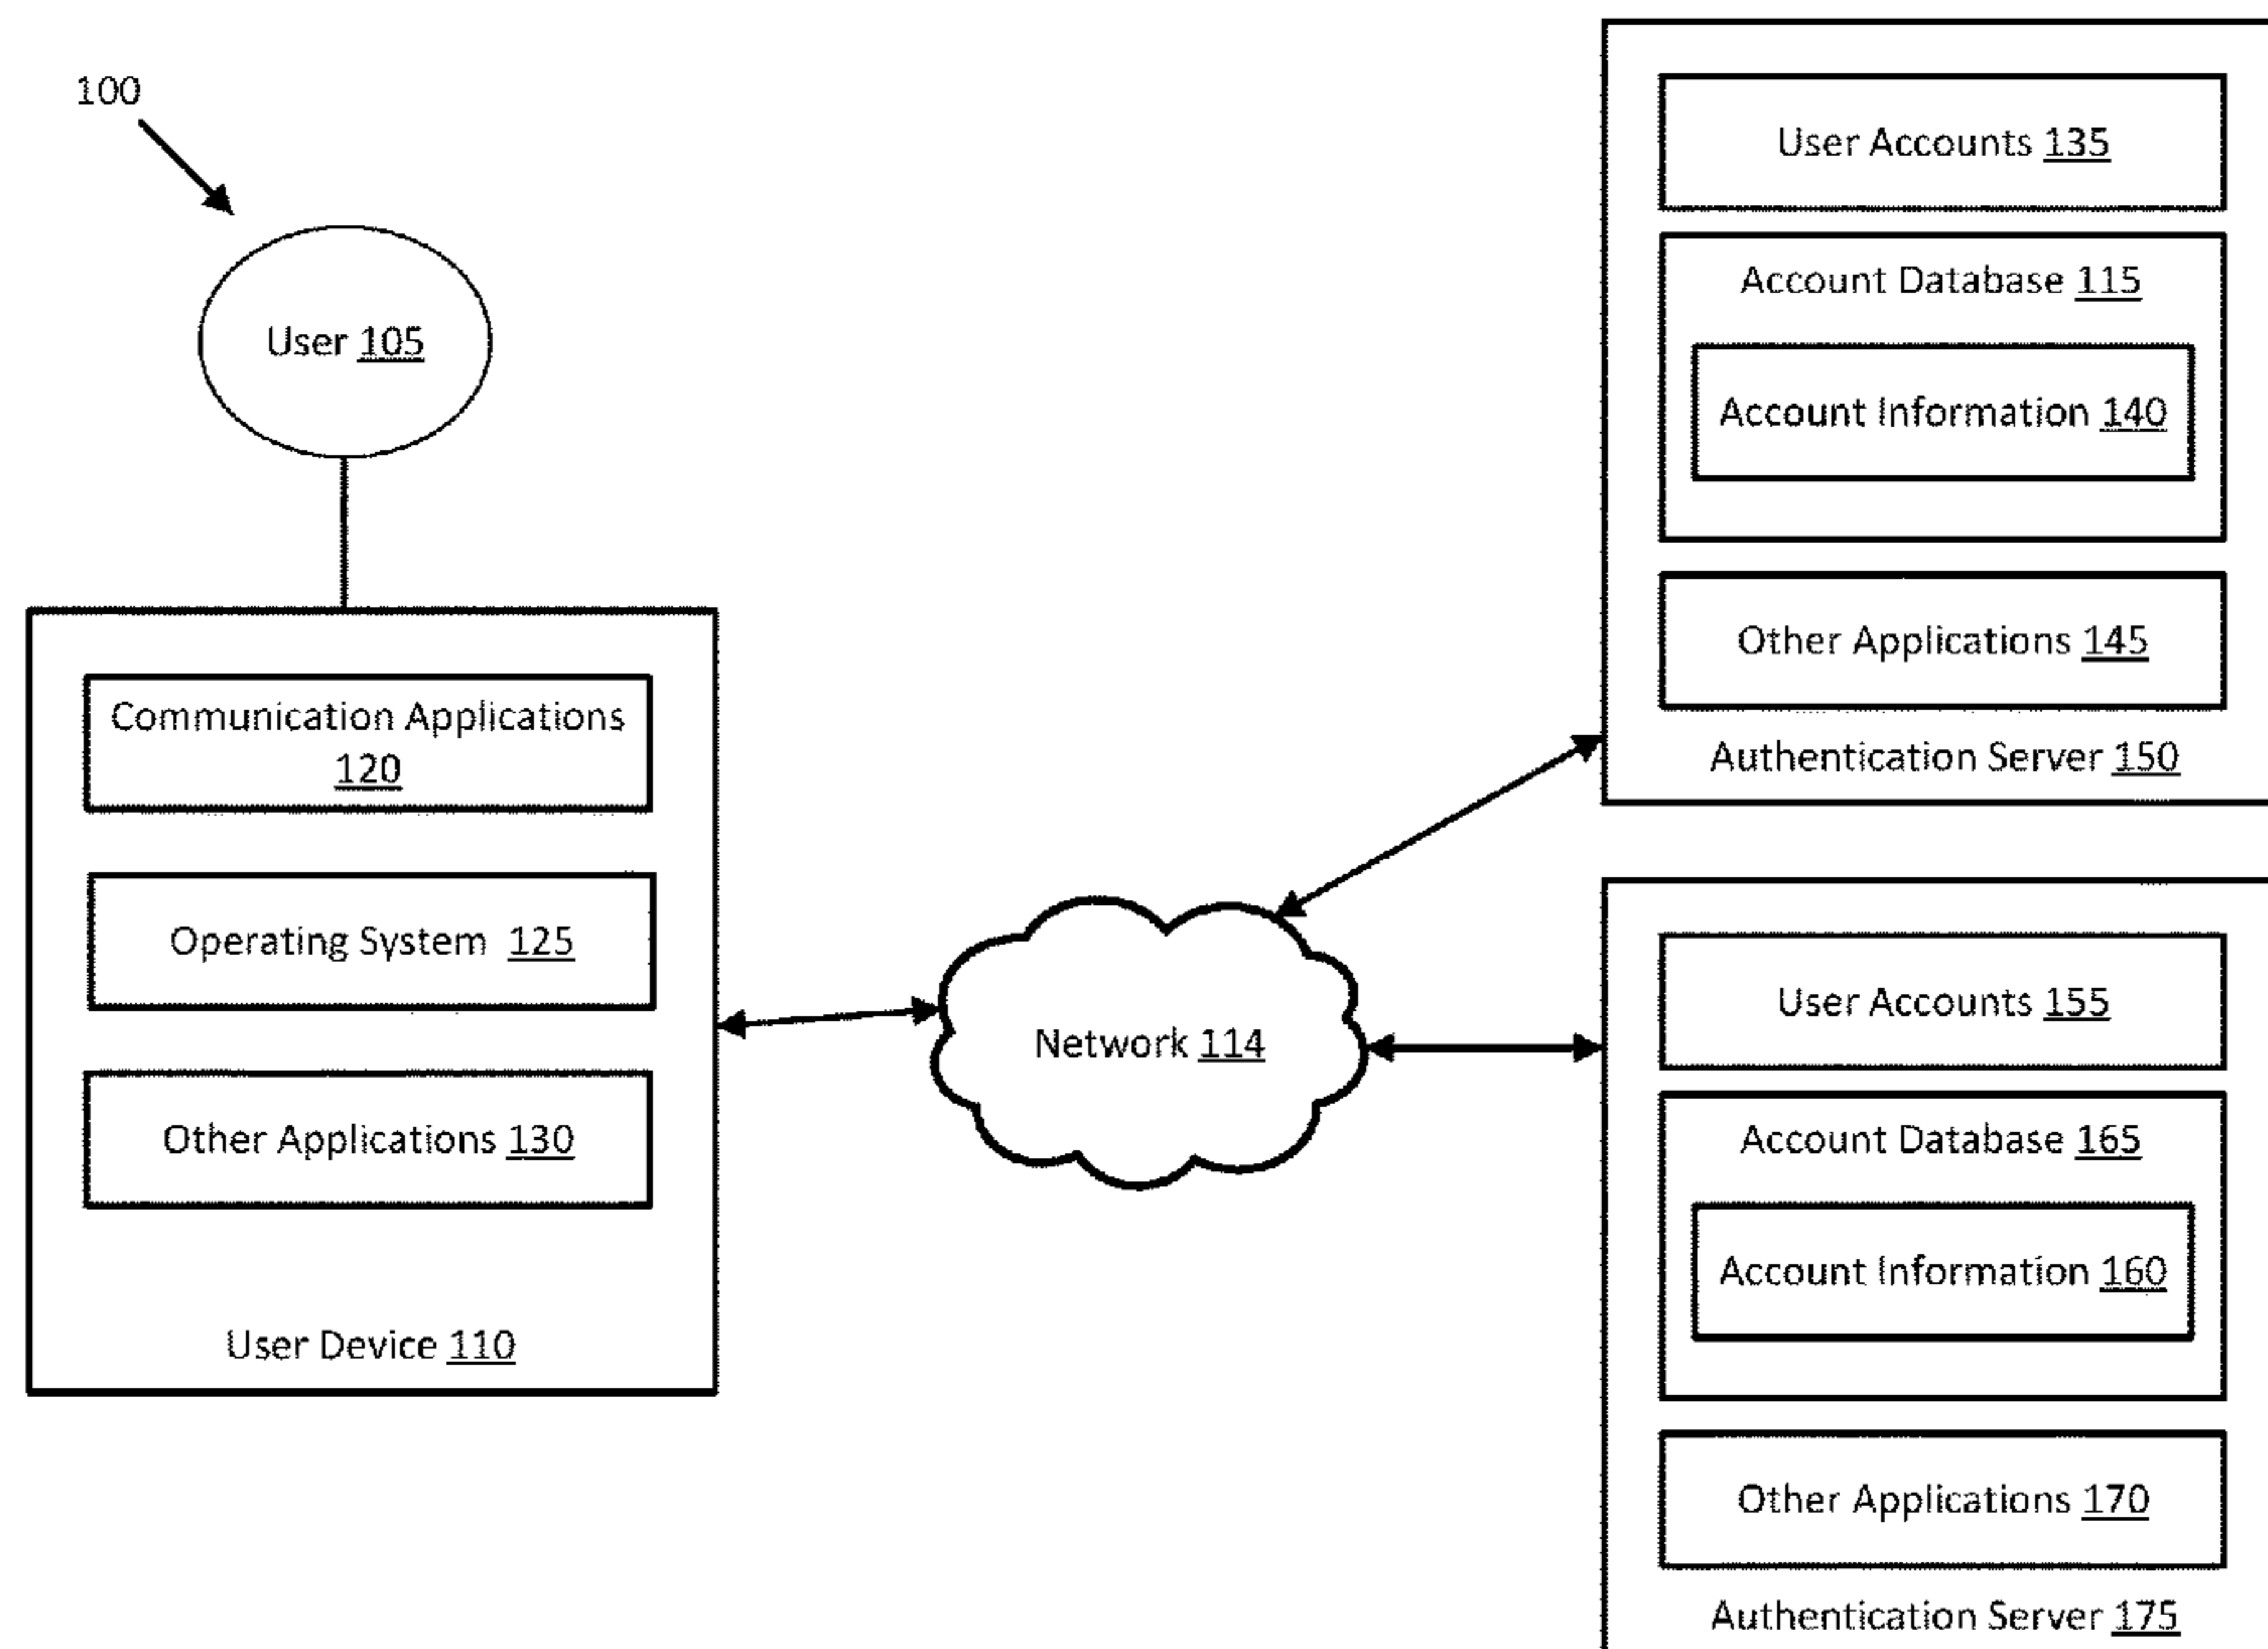 100
User 105
Communication Applications
120
Operating System 125
Other Applications 130
User Device 110
Network 114
User Accounts 135
Account Database 115
Account Information 140
Other Applications 145
Authentication Server 150
User Accounts 155
Account Database 165
Account Information 160
Other Applications 170
Authentication Server 175